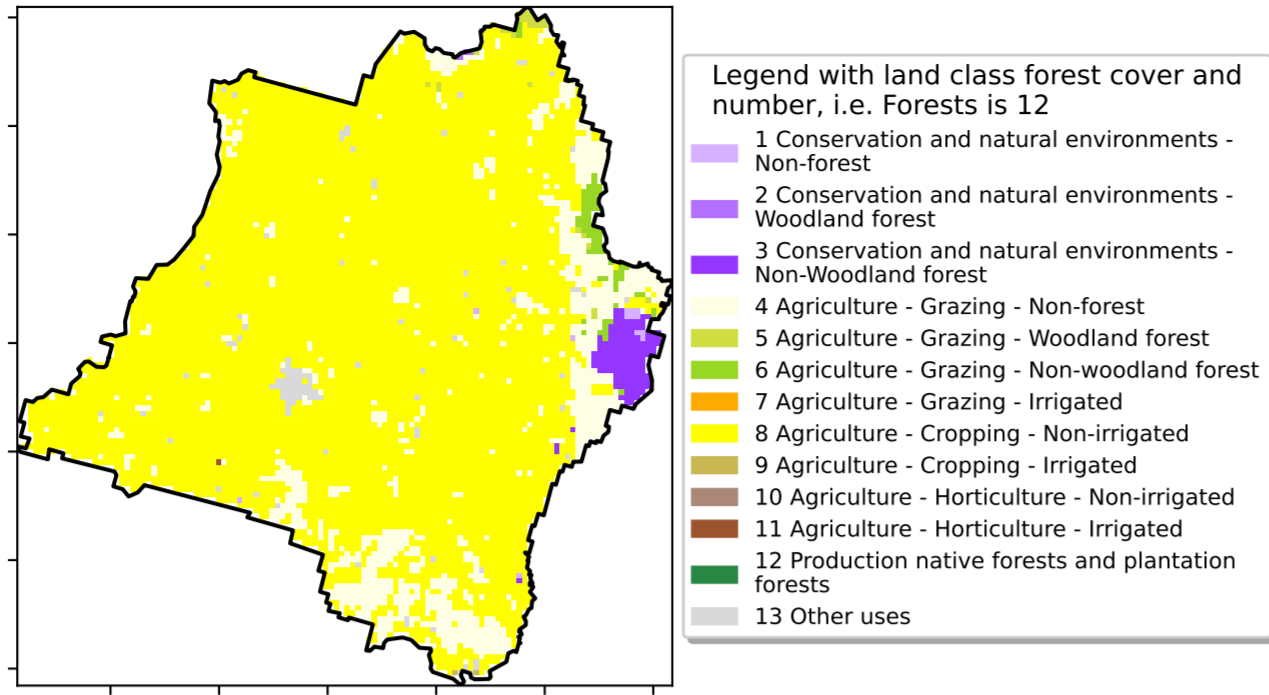 Legend with land class forest cover and
number, i.e. Forests is 12
1 Conservation and natural environments -
Non-forest
2 Conservation and natural environments -
Woodland forest
3 Conservation and natural environments -
Non-Woodland forest
4 Agriculture - Grazing - Non-forest
5 Agriculture - Grazing - Woodland forest
6 Agriculture - Grazing - Non-woodland forest
7 Agriculture - Grazing - Irrigated
8 Agriculture - Cropping - Non-irrigated
9 Agriculture - Cropping - Irrigated
10 Agriculture - Horticulture - Non-irrigated
11 Agriculture - Horticulture - Irrigated
12 Production native forests and plantation
forests
13 Other uses